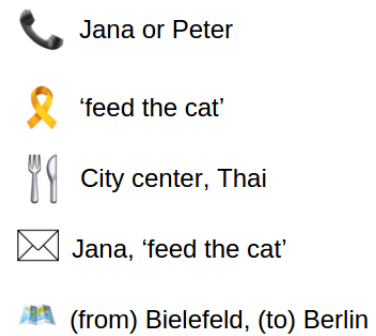 Jana or Peter
‘feed the cat’
City center, Thai
Jana, ‘feed the cat’
(from) Bielefeld, (to) Berlin